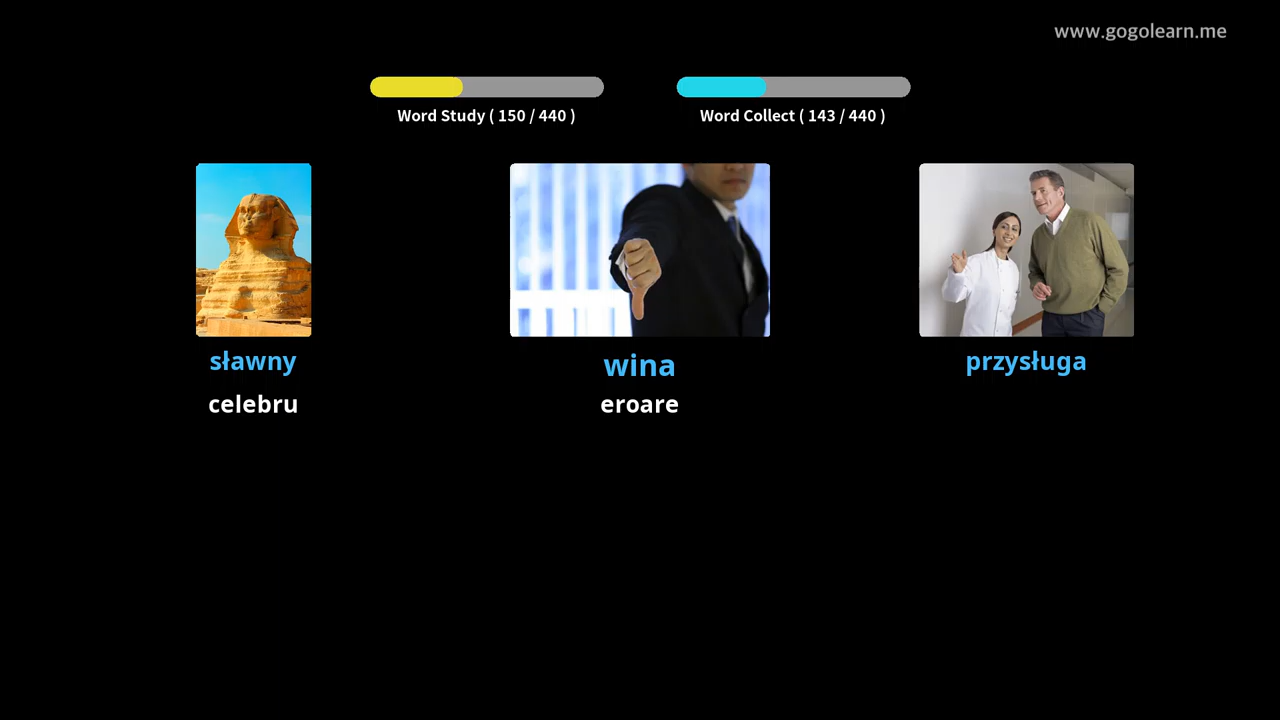 www.gogolearn.me
Word Study ( 150 / 440 )
Word Collect ( 143 / 440 )
sławny
wina
przysługa
celebru
eroare